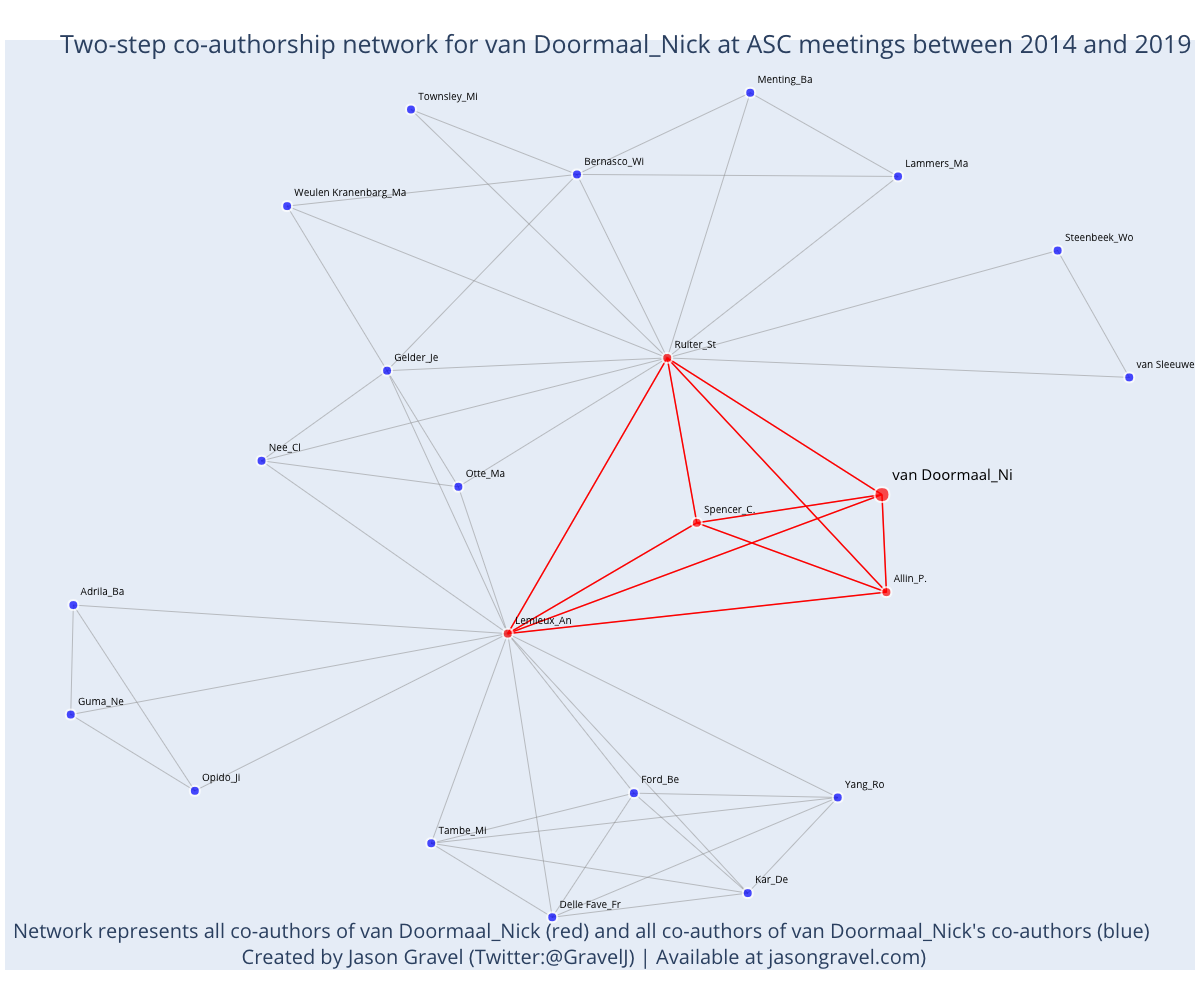 Two-step co-authorship network for van Doormaal_Nick at ASC meetings between 2014 and 2019
Menting_Ba
Townsley_Mi
Bernasco_Wi
Lammers_Ma
Weulen Kranenbarg_Ma
Steenbeek_Wo
Ruiter_St
Gelder_Je
van Sleeuwe
Nee_Cl
Otte_Ma
van Doormaal_Ni
Spencer_C.
Allin_P.
Adrila_Ba
Lemieux_An
Guma_Ne
Opido_Ji
Ford_Be
Yang_Ro
Tambe_Mi
Kar_De
Delle Fave_Fr
Network represents all co-authors of van Doormaal_Nick (red) and all co-authors of van Doormaal_Nick's co-authors (blue)
Created by Jason Gravel (Twitter:@GravelJ) | Available at jasongravel.com)